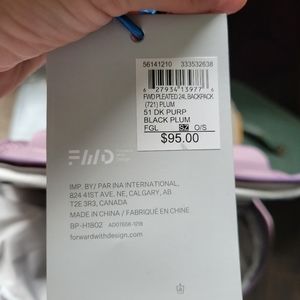 56141210 333532638
6 27934 13977 6
FWD PLEATED 24L BACKPACK
(721) PLUM
51 DK PURP
BLACK PLUM
FGL SZ O/S
$95.00
FWD
IMP. BY/ PAR INA INTERNATIONAL,
824 41ST AVE. NE, CALGARY, AB
T2E 3R3, CANADA
MADE IN CHINA / FABRIQUÉ EN CHINE
BP-H1802
forwardwithdesign.com